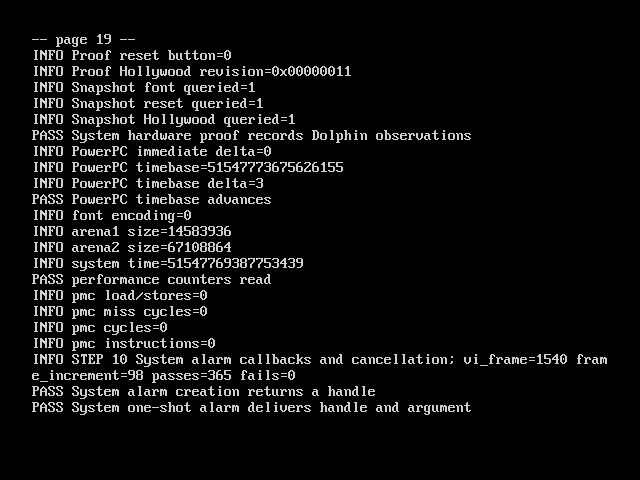 -- page 19 --
INFO Proof reset button=0
INFO Proof Hollywood revision=0x00000011
INFO Snapshot font queried=1
INFO Snapshot reset queried=1
INFO Snapshot Hollywood queried=1
PASS System hardware proof records Dolphin observations
INFO PowerPC immediate delta=0
INFO PowerPC timebase=51547773675626155
INFO PowerPC timebase delta=3
PASS PowerPC timebase advances
INFO font encoding=0
INFO arena1 size=14583936
INFO arena2 size=67108864
INFO system time=51547769387753439
PASS performance counters read
INFO pmc load/stores=0
INFO pmc miss cycles=0
INFO pmc cycles=0
INFO pmc instructions=0
INFO STEP 10 System alarm callbacks and cancellation; vi_frame=1540 fram
e_increment=98 passes=365 fails=0
PASS System alarm creation returns a handle
PASS System one-shot alarm delivers handle and argument